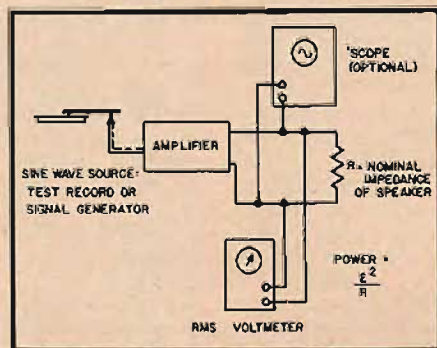 'SCOPE
(OPTIONAL)
AMPLIFIER
SINE WAVE SOURCE:
TEST RECORD OR
SIGNAL GENERATOR
R = NOMINAL
IMPEDANCE
OF SPEAKER
POWER =
E²
R
RMS VOLTMETER